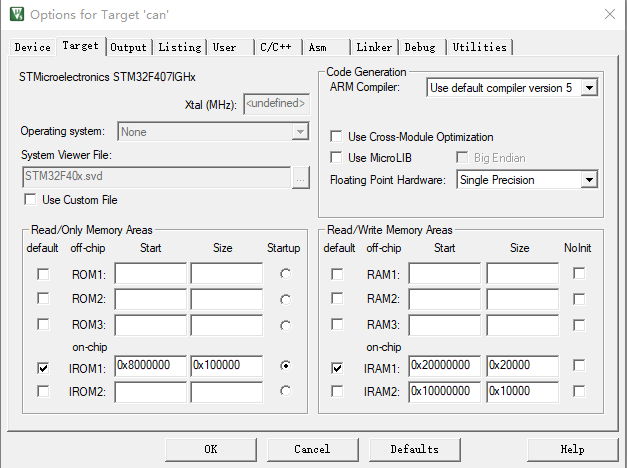 Options for Target 'can'
Device Target Output Listing User C/C++ Asm Linker Debug Utilities
STMicroelectronics STM32F407IGHx
Xtal (MHz): <undefined>
Operating system: None
System Viewer File:
STM32F40x.svd ...
Use Custom File
Code Generation
ARM Compiler: Use default compiler version 5
Use Cross-Module Optimization
Use MicroLIB Big Endian
Floating Point Hardware: Single Precision
Read/Only Memory Areas
default off-chip Start Size Startup
ROM1:
ROM2:
ROM3:
on-chip
IROM1: 0x8000000 0x100000
IROM2:
Read/Write Memory Areas
default off-chip Start Size NoInit
RAM1:
RAM2:
RAM3:
on-chip
IRAM1: 0x20000000 0x20000
IRAM2: 0x10000000 0x10000
OK Cancel Defaults Help